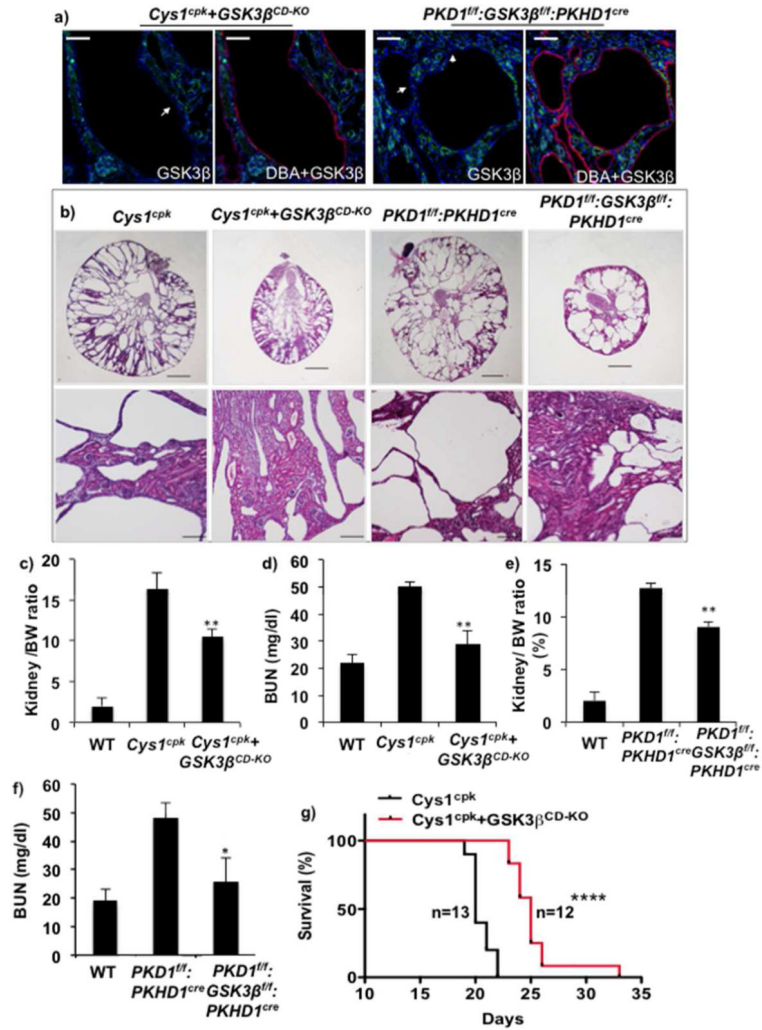 a) Cys1cpk+GSK3βCD-KO PKD1f/f:GSK3βf/f:PKHD1cre
GSK3β DBA+GSK3β GSK3β DBA+GSK3β
b) Cys1cpk Cys1cpk+GSK3βCD-KO PKD1f/f:PKHD1cre PKD1f/f:GSK3βf/f:
PKHD1cre
c)
Kidney /BW ratio
20
15
10
5
0
**
WT Cys1cpk Cys1cpk+
GSK3βCD-KO
d)
BUN (mg/dl)
60
50
40
30
20
10
0
**
WT Cys1cpk Cys1cpk+
GSK3βCD-KO
e)
Kidney/ BW ratio
(%)
15
10
5
0
**
WT PKD1f/f:
PKHD1cre
PKD1f/f:
GSK3βf/f:
PKHD1cre
f)
BUN (mg/dl)
60
50
40
30
20
10
0
*
WT PKD1f/f:
PKHD1cre
PKD1f/f:
GSK3βf/f:
PKHD1cre
g)
Cys1cpk
Cys1cpk+GSK3βCD-KO
Survival (%)
100
50
0
n=13 n=12 ****
10 15 20 25 30 35
Days